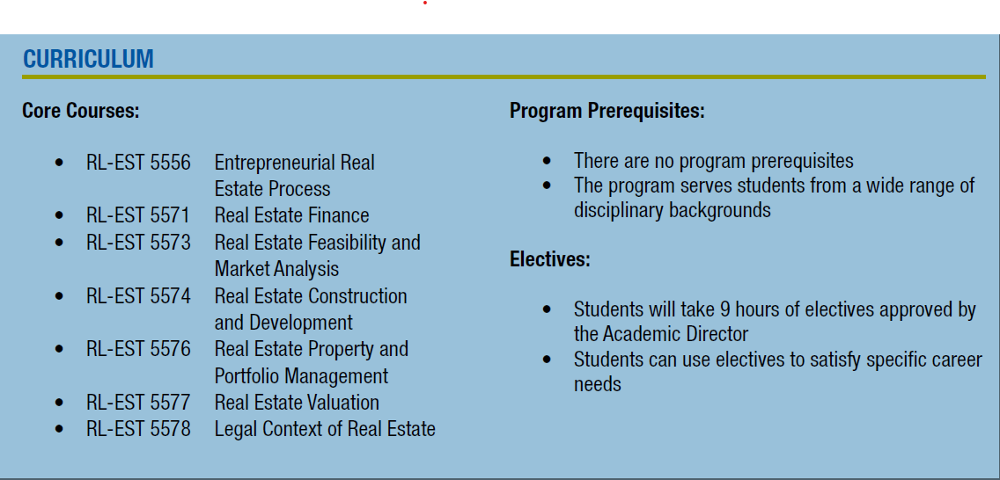 CURRICULUM
Core Courses:
• RL-EST 5556 Entrepreneurial Real
Estate Process
• RL-EST 5571 Real Estate Finance
• RL-EST 5573 Real Estate Feasibility and
Market Analysis
• RL-EST 5574 Real Estate Construction
and Development
• RL-EST 5576 Real Estate Property and
Portfolio Management
• RL-EST 5577 Real Estate Valuation
• RL-EST 5578 Legal Context of Real Estate
Program Prerequisites:
• There are no program prerequisites
• The program serves students from a wide range of
disciplinary backgrounds
Electives:
• Students will take 9 hours of electives approved by
the Academic Director
• Students can use electives to satisfy specific career
needs